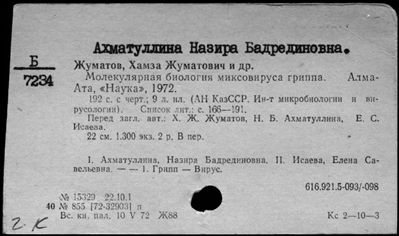 Ахматуллина Назира Бадрединовна.
Б
7234
Жуматов, Хамза Жуматович и др.
Молекулярная биология миксовируса гриппа. Алма-
Ата, «Наука», 1972.
192 с. с черт.; 9 л. ил. (АН КазССР. Ин-т микробиологии и ви-
русологии). Список лит.: с. 166—191.
Перед загл. авт.: Х. Ж. Жуматов, Н. Б. Ахматуллина, Е. С.
Исаева.
22 см. 1.300 экз. 2 р. В пер.
I. Ахматуллина, Назира Бадрединовна. II. Исаева, Елена Са-
вельевна. — — 1. Грипп — Вирус.
616.921.5-093/-098
№ 15329 22.10.1
40 № 855 [72-32903] п
Вс. кн. пал. 10 V 72 Ж88
Кс 2—10—3
2. К